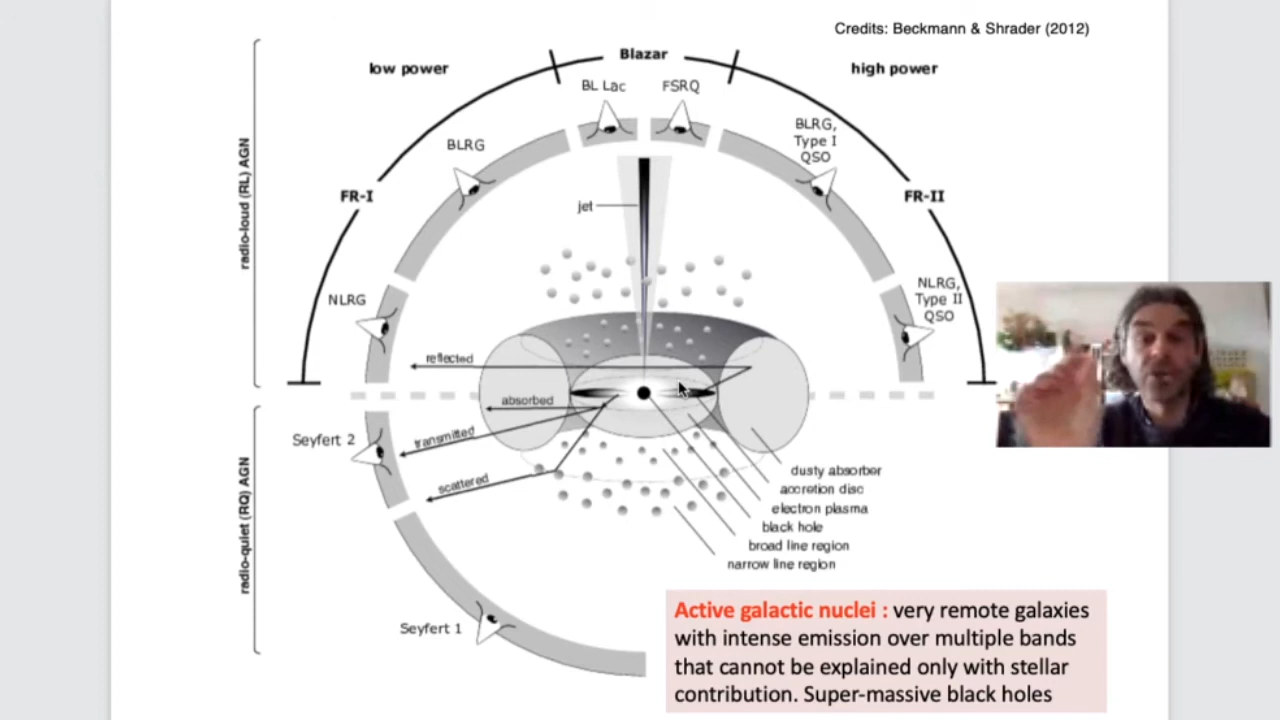 Credits: Beckmann & Shrader (2012)
Blazar
low power
high power
BL Lac
FSRQ
BLRG
BLRG,
Type I
QSO
radio-loud (RL) AGN
FR-I
FR-II
jet
NLRG
NLRG,
Type II
QSO
reflected
absorbed
transmitted
scattered
Seyfert 2
dusty absorber
accretion disc
electron plasma
black hole
broad line region
narrow line region
radio-quiet (RQ) AGN
Seyfert 1
Active galactic nuclei : very remote galaxies
with intense emission over multiple bands
that cannot be explained only with stellar
contribution. Super-massive black holes